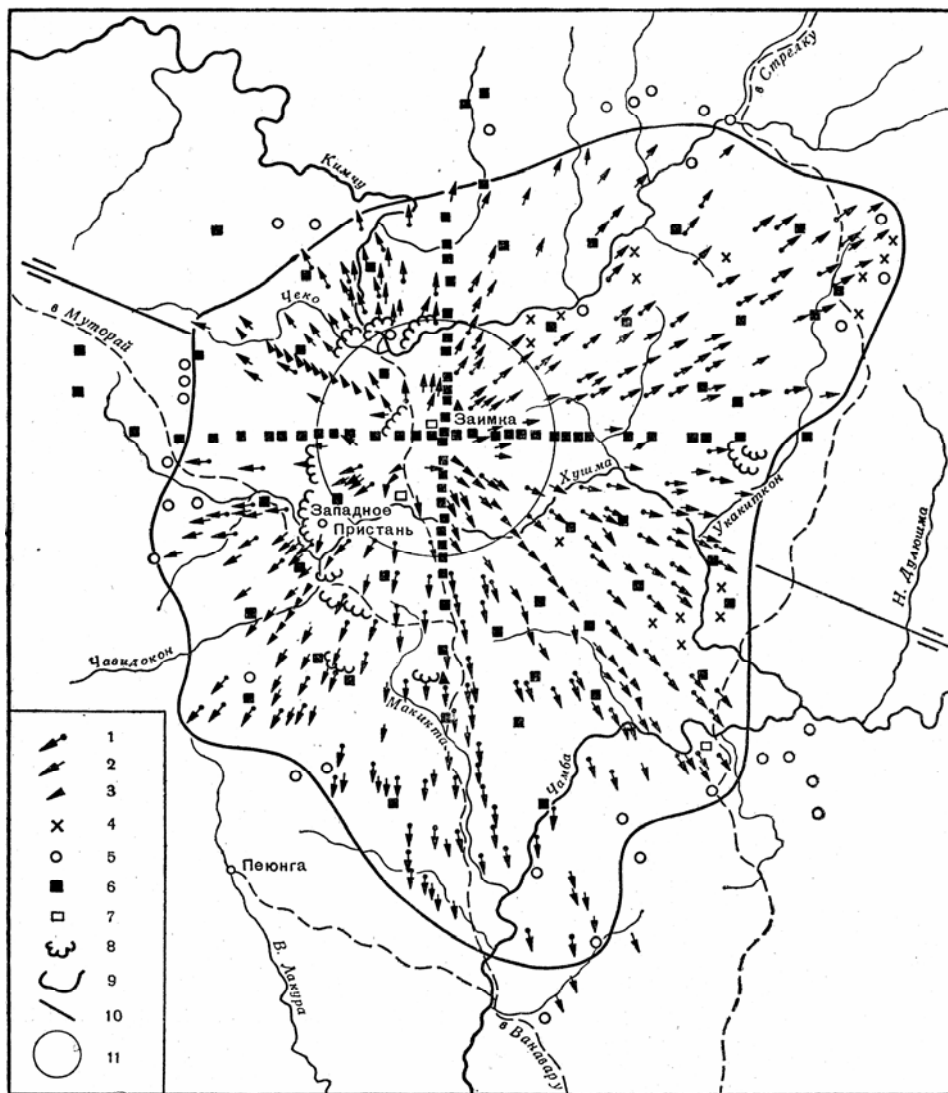 в Стрелку
Кимчу
Чеко
в Муторай
Заимка
Хушма
Укакиткон
Н. Дулюшма
Западное
Пристань
Чавидокон
Макикта
Чамба
Пеюнга
В. Лакура
в Ванавару
1
2
3
4
5
6
7
8
9
10
11